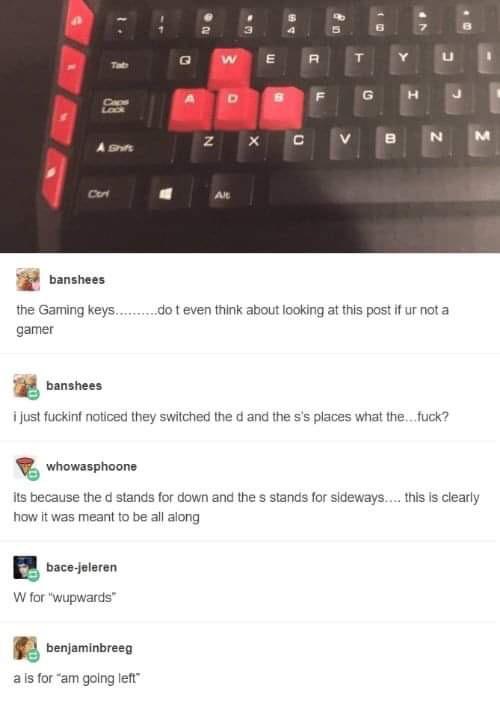 ~ ! @ # $ % ^ & *
` 1 2 3 4 5 6 7 8
Tab Q W E R T Y U I
Caps Lock A D S F G H J
Shift Z X C V B N M
Ctrl Alt
banshees
the Gaming keys..........do t even think about looking at this post if ur not a
gamer
banshees
i just fuckinf noticed they switched the d and the s's places what the...fuck?
whowasphoone
its because the d stands for down and the s stands for sideways.... this is clearly
how it was meant to be all along
bace-jeleren
W for "wupwards"
benjaminbreeg
a is for "am going left"